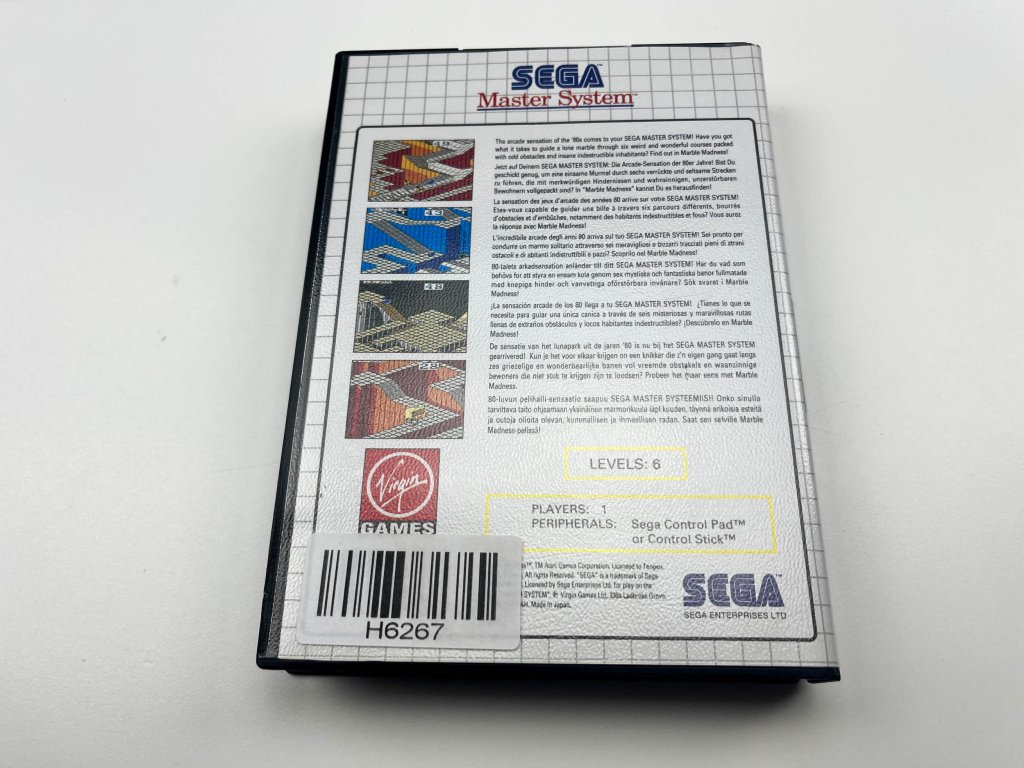 SEGA
Master System
The arcade sensation of the '80s comes to your SEGA MASTER SYSTEM! Have you got
what it takes to guide a lone marble through six weird and wonderful courses packed
with odd obstacles and insane indestructible inhabitants? Find out in Marble Madness!
Jetzt auf Deinem SEGA MASTER SYSTEM: Die Arcade-Sensation der 80er Jahre! Bist Du
geschickt genug, um eine einsame Murmel durch sechs verrückte und seltsame Strecken
zu führen, die mit merkwürdigen Hindernissen und wahnsinnigen, unzerstörbaren
Bewohnern vollgepackt sind? In "Marble Madness" kannst Du es herausfinden!
La sensation des jeux d'arcade des années 80 arrive sur votre SEGA MASTER SYSTEM!
Etes-vous capable de guider une bille à travers six parcours différents, bourrés
d'obstacles et d'embûches, notamment des habitants indestructibles et fous? Vous aurez
la réponse avec Marble Madness!
L'incredibile arcade degli anni 80 arriva sul tuo SEGA MASTER SYSTEM! Sei pronto per
condurre un marmo solitario attraverso sei meravigliosi e bizzarri tracciati pieni di strani
ostacoli e di abitanti indistruttibili e pazzi? Scoprilo nel Marble Madness!
80-talets arkadsensation anländer till ditt SEGA MASTER SYSTEM! Har du vad som
behövs för att styra en ensam kula genom sex mystiska och fantastiska banor fullmatade
med knepiga hinder och vanvettiga oförstörbara invånare? Sök svaret i Marble
Madness!
¡La sensación arcade de los 80 llega a tu SEGA MASTER SYSTEM! ¿Tienes lo que se
necesita para guiar una única canica a través de seis misteriosas y maravillosas rutas
llenas de extraños obstáculos y locos habitantes indestructibles? ¡Descúbrelo en Marble
Madness!
De sensatie van het lunapark uit de jaren '80 is nu bij het SEGA MASTER SYSTEM
gearriveerd! Kun je het voor elkaar krijgen on een knikker die z'n eigen gang gaat langs
zes griezelige en wonderbaarlijke banen vol vreemde obstakels en waanzinnige
bewoners die niet stuk te krijgen zijn te loodsen? Probeer het maar eens met Marble
Madness.
80-luvun pelihalli-sensaatio saapuu SEGA MASTER SYSTEEMIISI! Onko sinulla
tarvittava taito ohjaamaan yksinäinen marmorikuula läpi kuuden, täynnä erikoisia esteitä
ja outoja olioita olevan, kummallisen ja ihmeellisen radan. Saat sen selville Marble
Madness-pelissä!
49
43
48
28
LEVELS: 6
PLAYERS: 1
PERIPHERALS: Sega Control Pad™
or Control Stick™
Virgin
GAMES
TM Atari Games Corporation. Licensed to Tengen.
All rights Reserved. "SEGA" is a trademark of Sega
Licensed by Sega Enterprises Ltd. for play on the
SYSTEM". ℗ Virgin Games Ltd. 338a Ladbroke Grove,
Made in Japan.
SEGA
SEGA ENTERPRISES LTD
H6267